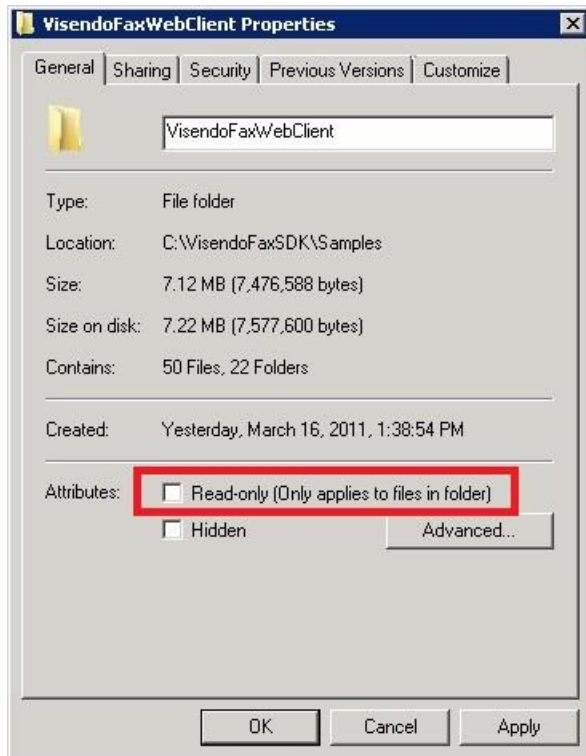 VisendoFaxWebClient Properties
General Sharing Security Previous Versions Customize
VisendoFaxWebClient
Type: File folder
Location: C:\VisendoFaxSDK\Samples
Size: 7.12 MB (7,476,588 bytes)
Size on disk: 7.22 MB (7,577,600 bytes)
Contains: 50 Files, 22 Folders
Created: Yesterday, March 16, 2011, 1:38:54 PM
Attributes: Read-only (Only applies to files in folder)
Hidden Advanced...
OK Cancel Apply